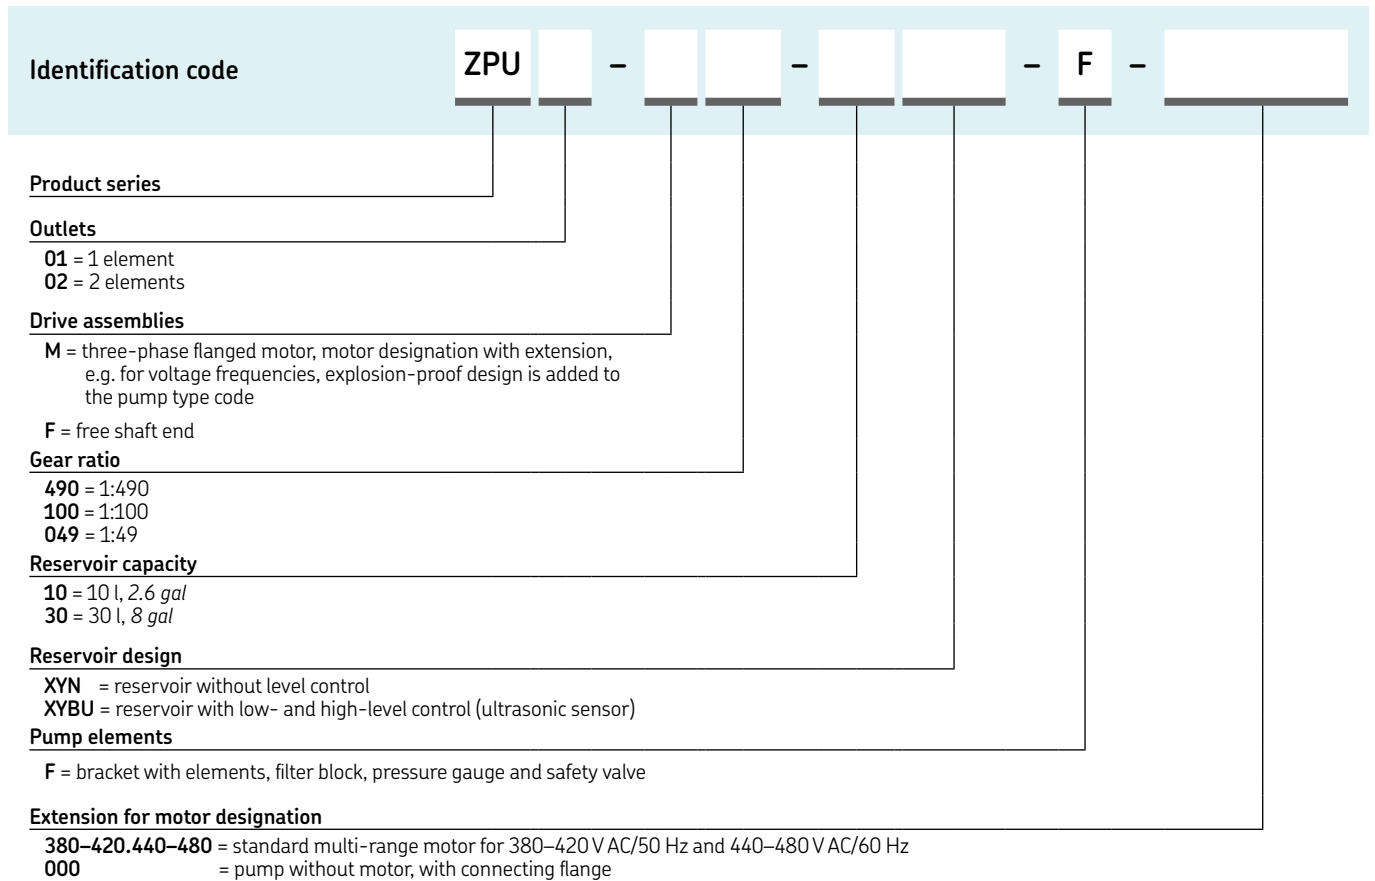 Identification code ZPU – – – F –
Product series
Outlets
01 = 1 element
02 = 2 elements
Drive assemblies
M = three-phase flanged motor, motor designation with extension,
e.g. for voltage frequencies, explosion-proof design is added to
the pump type code
F = free shaft end
Gear ratio
490 = 1:490
100 = 1:100
049 = 1:49
Reservoir capacity
10 = 10 l, 2.6 gal
30 = 30 l, 8 gal
Reservoir design
XYN = reservoir without level control
XYBU = reservoir with low- and high-level control (ultrasonic sensor)
Pump elements
F = bracket with elements, filter block, pressure gauge and safety valve
Extension for motor designation
380–420.440–480 = standard multi-range motor for 380–420 V AC/50 Hz and 440–480 V AC/60 Hz
000 = pump without motor, with connecting flange